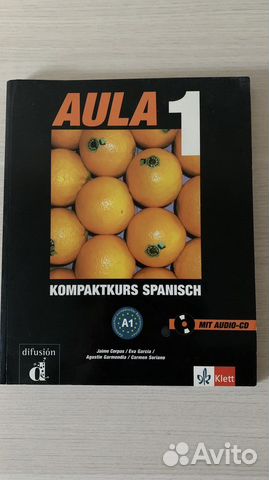 AULA 1
KOMPAKTKURS SPANISCH
A1
MIT AUDIO-CD
Jaime Corpas / Eva García /
Agustín Garmendia / Carmen Soriano
difusión
Klett
Avito